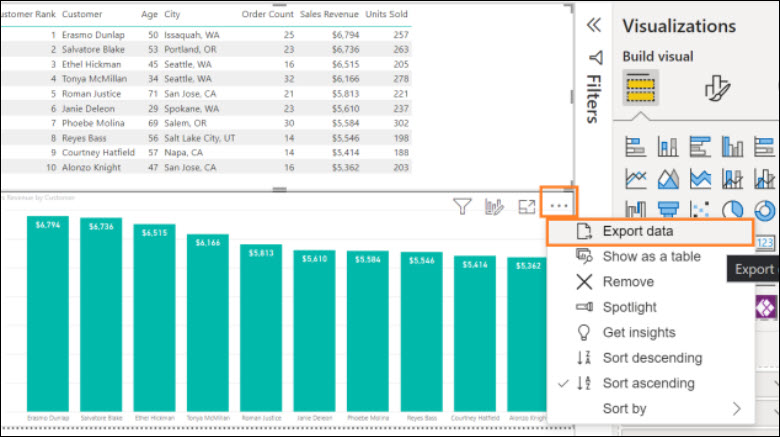 ustomer Rank Customer Age City Order Count Sales Revenue Units Sold
1 Erasmo Dunlap 50 Issaquah, WA 25 $6,794 257
2 Salvatore Blake 53 Portland, OR 23 $6,736 263
3 Ethel Hickman 45 Seattle, WA 16 $6,515 205
4 Tonya McMillan 34 Seattle, WA 32 $6,166 278
5 Roman Justice 71 San Jose, CA 21 $5,813 221
6 Janie Deleon 29 Spokane, WA 23 $5,610 237
7 Phoebe Molina 69 Salem, OR 30 $5,584 302
8 Reyes Bass 56 Salt Lake City, UT 14 $5,546 198
9 Courtney Hatfield 57 Napa, CA 14 $5,414 188
10 Alonzo Knight 47 San Jose, CA 16 $5,362 203
s Revenue by Customer
$6,794 $6,736 $6,515 $6,166 $5,813 $5,610 $5,584 $5,546 $5,414 $5,362
Erasmo Dunlap Salvatore Blake Ethel Hickman Tonya McMillan Roman Justice Janie Deleon Phoebe Molina Reyes Bass Courtney Hatfield Alonzo Knig
Export data
Show as a table
Remove
Spotlight
Get insights
Sort descending
Sort ascending
Sort by
Filters
Visualizations
Build visual
123
Export